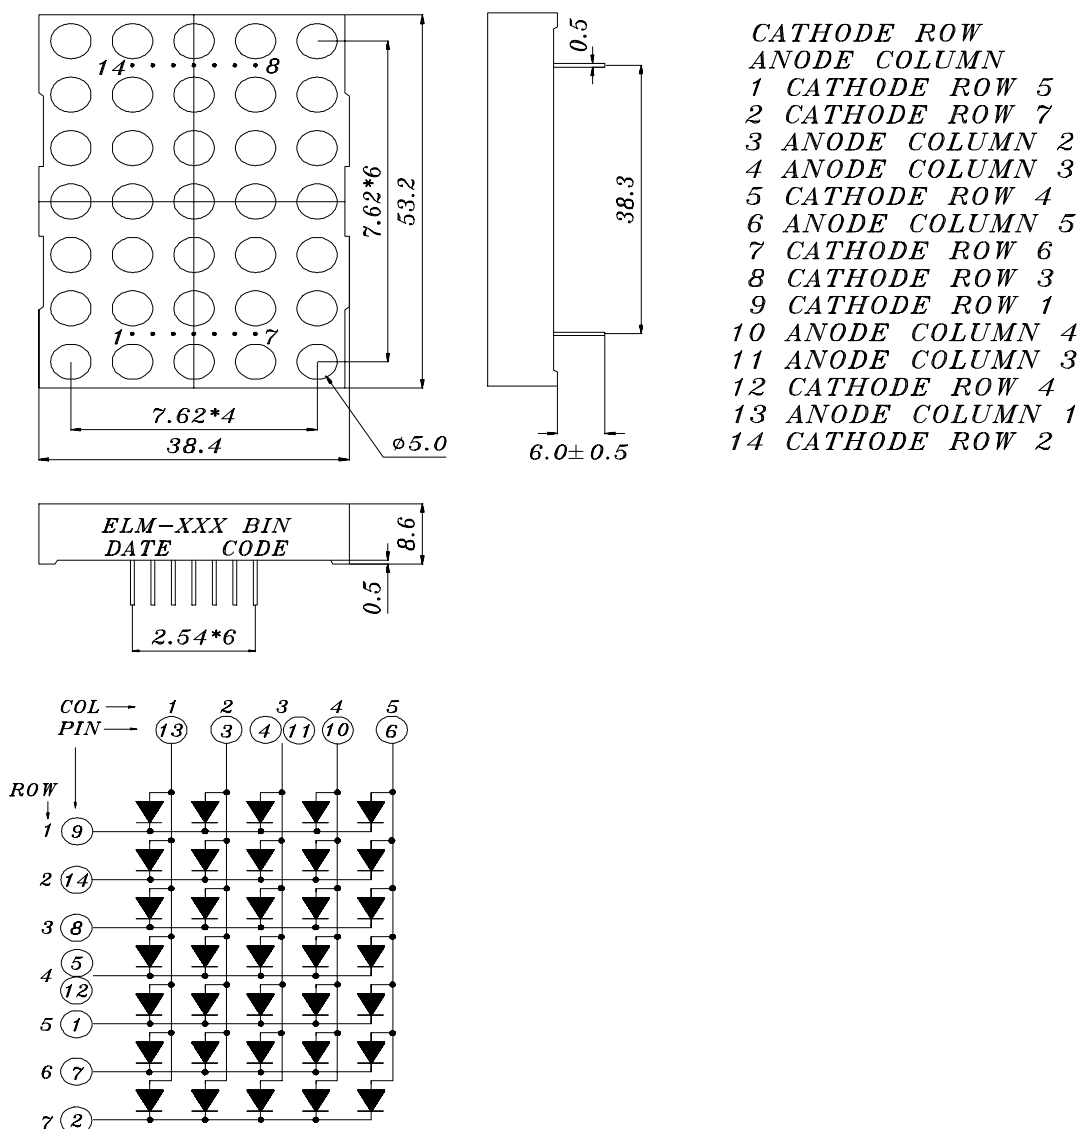 14 8
1 7
7.62*6
53.2
7.62*4
38.4
ø5.0
0.5
38.3
6.0±0.5
CATHODE ROW
ANODE COLUMN
1 CATHODE ROW 5
2 CATHODE ROW 7
3 ANODE COLUMN 2
4 ANODE COLUMN 3
5 CATHODE ROW 4
6 ANODE COLUMN 5
7 CATHODE ROW 6
8 CATHODE ROW 3
9 CATHODE ROW 1
10 ANODE COLUMN 4
11 ANODE COLUMN 3
12 CATHODE ROW 4
13 ANODE COLUMN 1
14 CATHODE ROW 2
ELM-XXX BIN
DATE CODE
8.6
0.5
2.54*6
COL 1 2 3 4 5
PIN 13 3 4 11 10 6
ROW
1 9
2 14
3 8
4 5
12
5 1
6 7
7 2